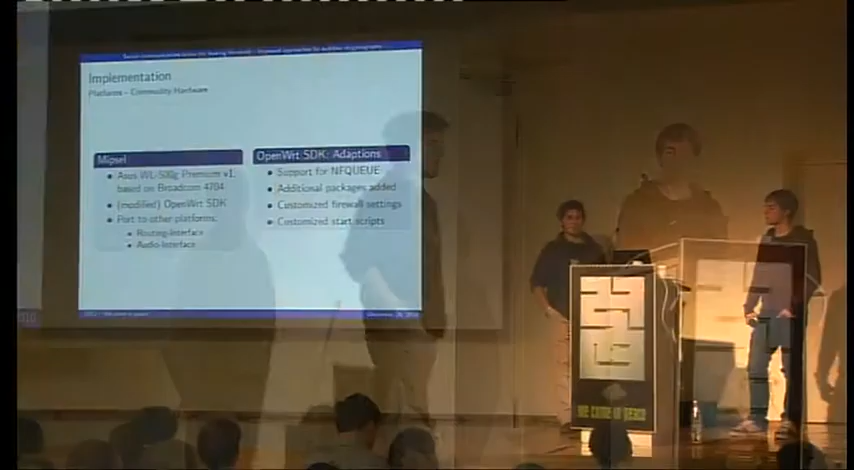 Implementation
Platforms - Commodity Hardware
Mipsel
Asus WL-500g Premium v1,
based on Broadcom 4704
(modified) OpenWrt SDK
Port to other platforms:
Routing-Interface
Audio-Interface
OpenWrt SDK: Adaptions
Support for NFQUEUE
Additional packages added
Customized firewall settings
Customized start scripts
WE COME IN PEACE